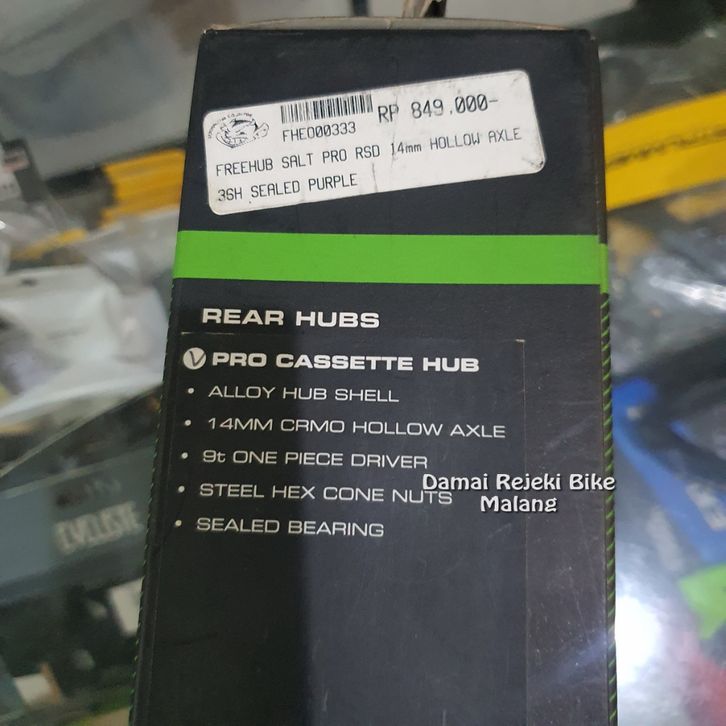 RP 849.000-
FHE000333
FREEHUB SALT PRO RSD 14mm HOLLOW AXLE
36H SEALED PURPLE
REAR HUBS
PRO CASSETTE HUB
• ALLOY HUB SHELL
• 14MM CRMO HOLLOW AXLE
• 9t ONE PIECE DRIVER
• STEEL HEX CONE NUTS
• SEALED BEARING
Damai Rejeki Bike
Malang